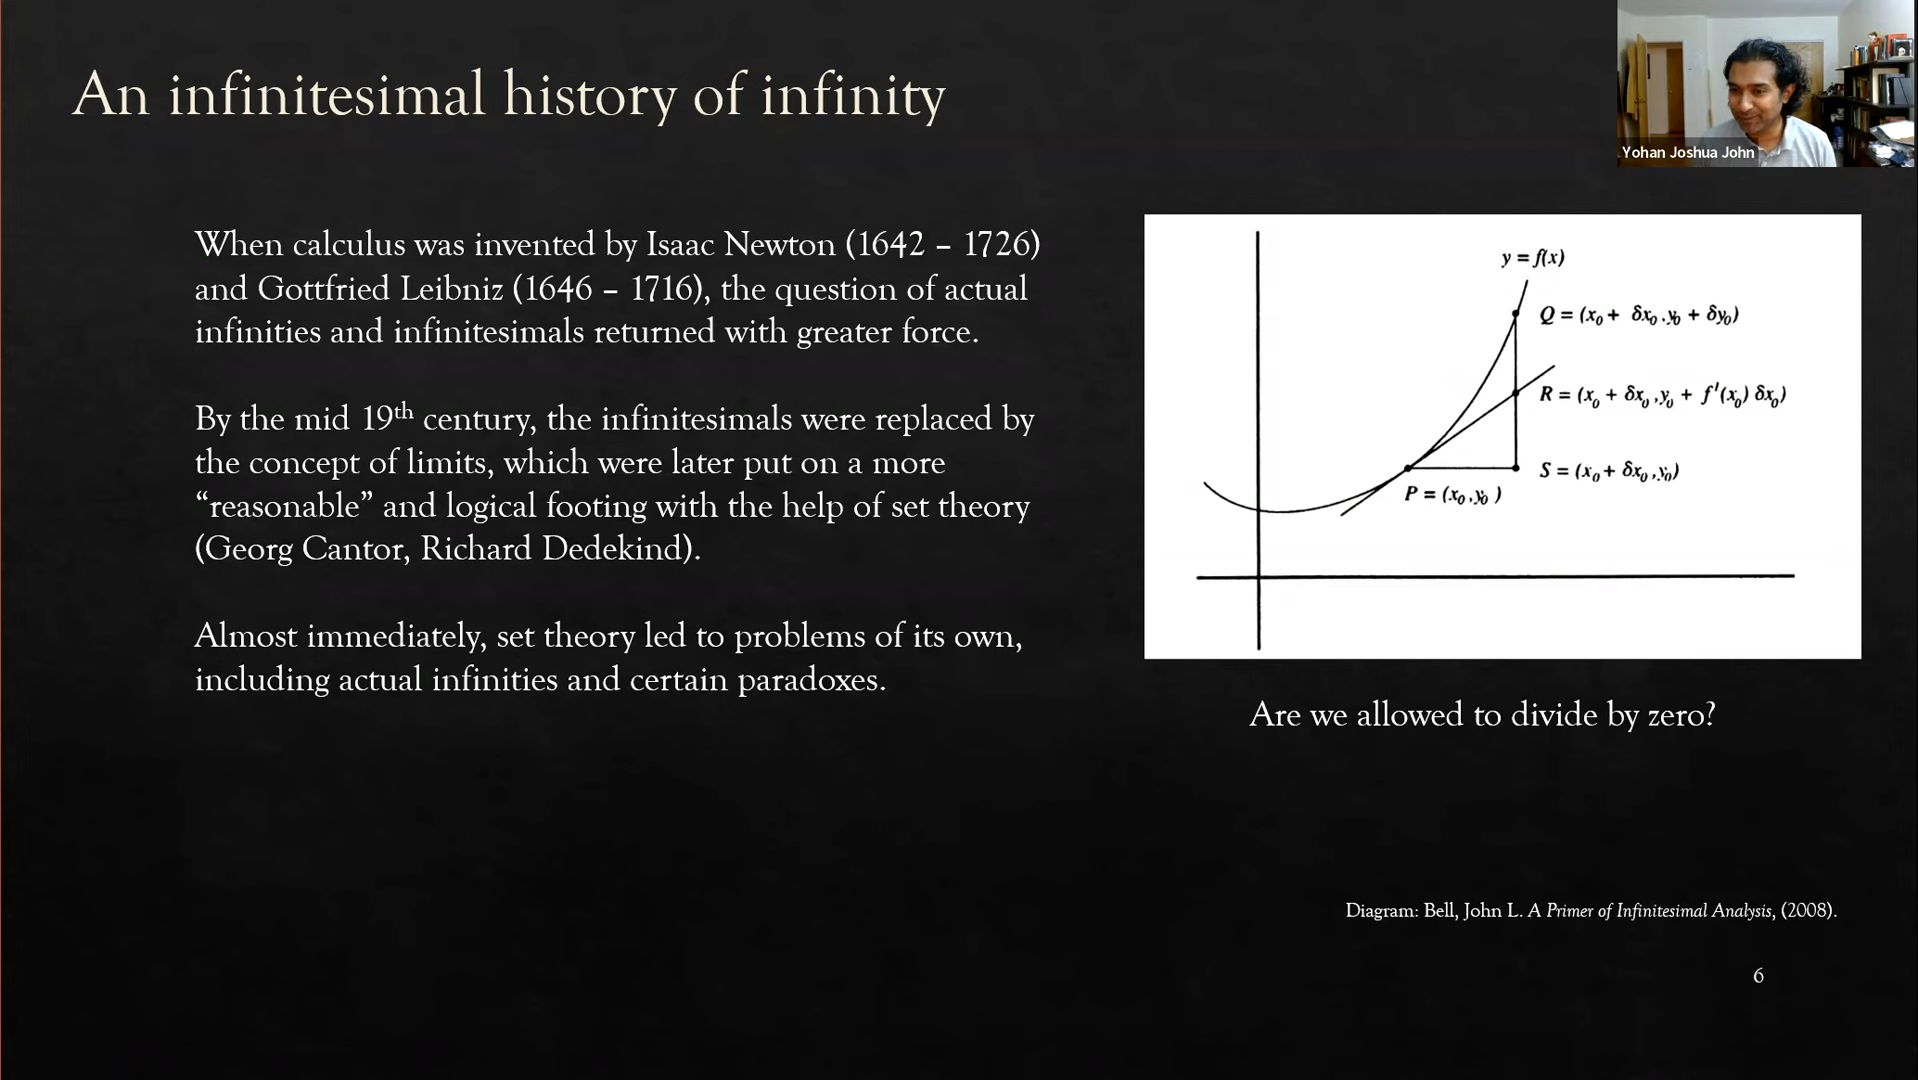 An infinitesimal history of infinity
Yohan Joshua John
When calculus was invented by Isaac Newton (1642 – 1726)
and Gottfried Leibniz (1646 – 1716), the question of actual
infinities and infinitesimals returned with greater force.
By the mid 19th century, the infinitesimals were replaced by
the concept of limits, which were later put on a more
“reasonable” and logical footing with the help of set theory
(Georg Cantor, Richard Dedekind).
Almost immediately, set theory led to problems of its own,
including actual infinities and certain paradoxes.
y = f(x)
Q = (x₀ + δx₀, y₀ + δy₀)
R = (x₀ + δx₀, y₀ + f'(x₀) δx₀)
S = (x₀ + δx₀, y₀)
P = (x₀, y₀)
Are we allowed to divide by zero?
Diagram: Bell, John L. A Primer of Infinitesimal Analysis, (2008).
6